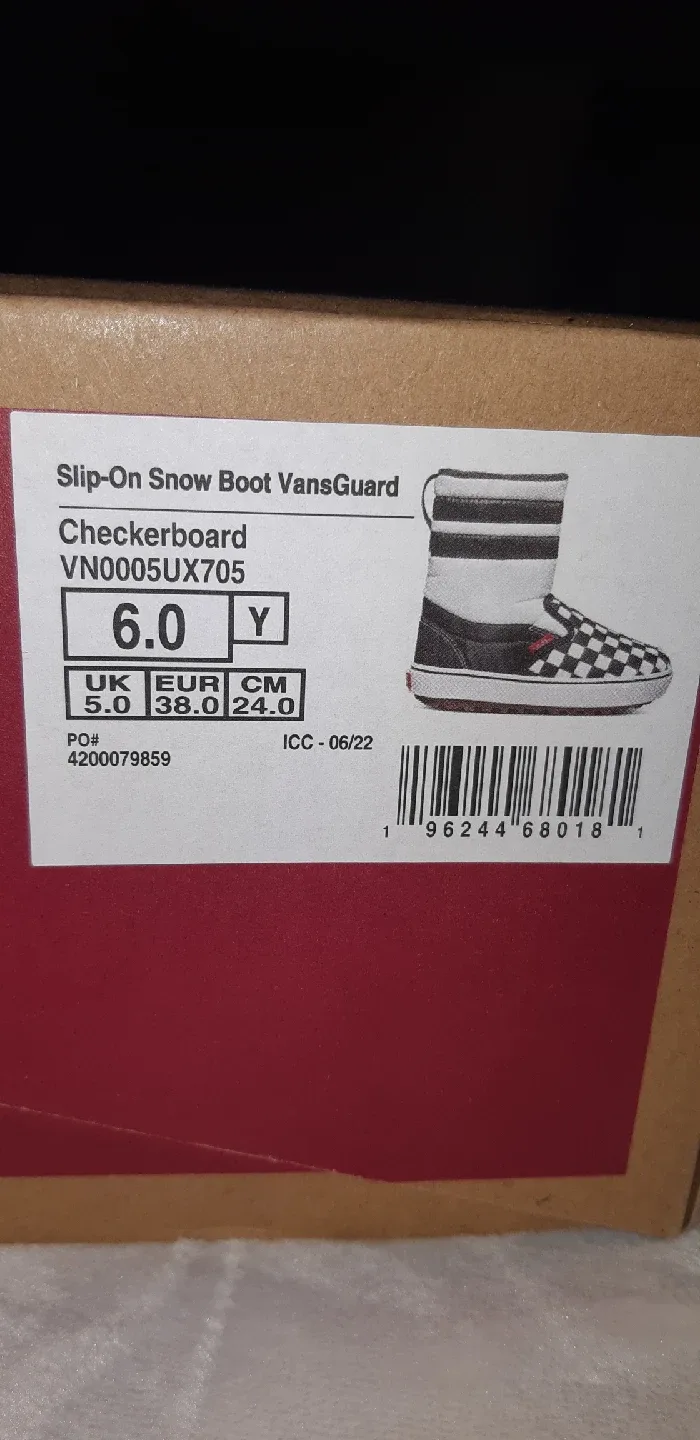 Slip-On Snow Boot VansGuard
Checkerboard
VN0005UX705
6.0 Y
UK EUR CM
5.0 38.0 24.0
PO# ICC - 06/22
4200079859
1 96244 68018 1